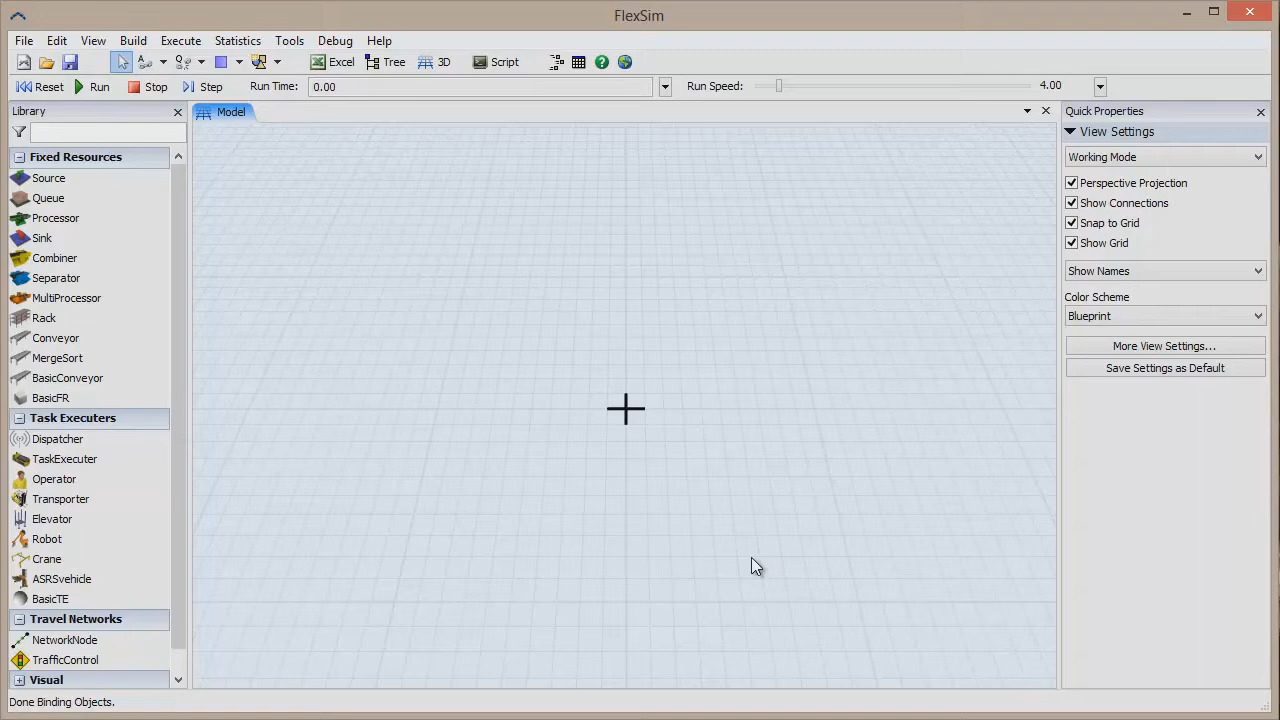 FlexSim
File Edit View Build Execute Statistics Tools Debug Help
Excel Tree 3D Script
Reset Run Stop Step Run Time: 0.00 Run Speed: 4.00
Library
Model
Quick Properties
Fixed Resources
Source
Queue
Processor
Sink
Combiner
Separator
MultiProcessor
Rack
Conveyor
MergeSort
BasicConveyor
BasicFR
Task Executers
Dispatcher
TaskExecuter
Operator
Transporter
Elevator
Robot
Crane
ASRSvehicle
BasicTE
Travel Networks
NetworkNode
TrafficControl
Visual
View Settings
Working Mode
Perspective Projection
Show Connections
Snap to Grid
Show Grid
Show Names
Color Scheme
Blueprint
More View Settings...
Save Settings as Default
Done Binding Objects.